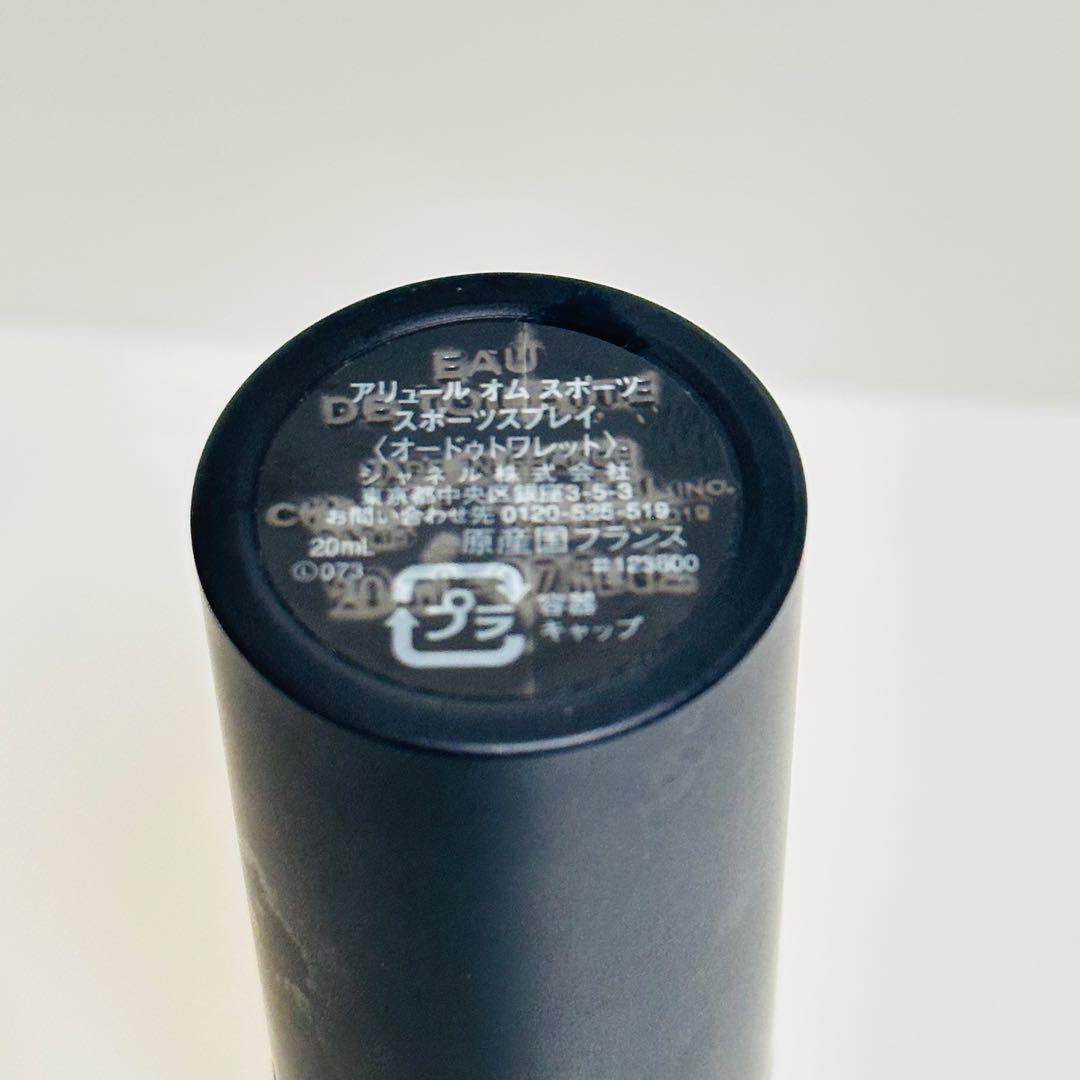 EAU
アリュール オム スポーツ
スポーツスプレイ
〈オードゥトワレット〉
シャネル株式会社
東京都中央区銀座3-5-3
お問い合わせ先 0120-525-519
20mL 原産国フランス
Ⓛ073 #123600
プラ 容器
キャップ